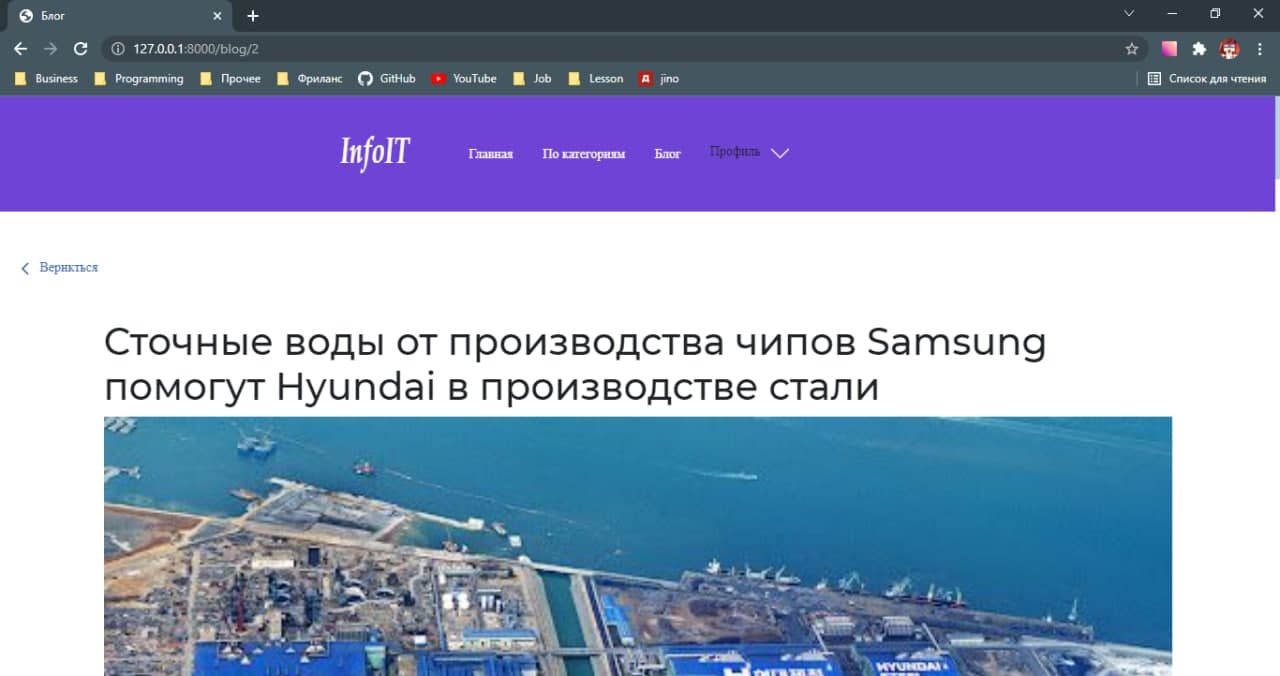 Блог
127.0.0.1:8000/blog/2
Business Programming Прочее Фриланс GitHub YouTube Job Lesson jino Список для чтения
InfoIT Главная По категориям Блог Профиль
Вернкться
Сточные воды от производства чипов Samsung
помогут Hyundai в производстве стали
HYUNDAI